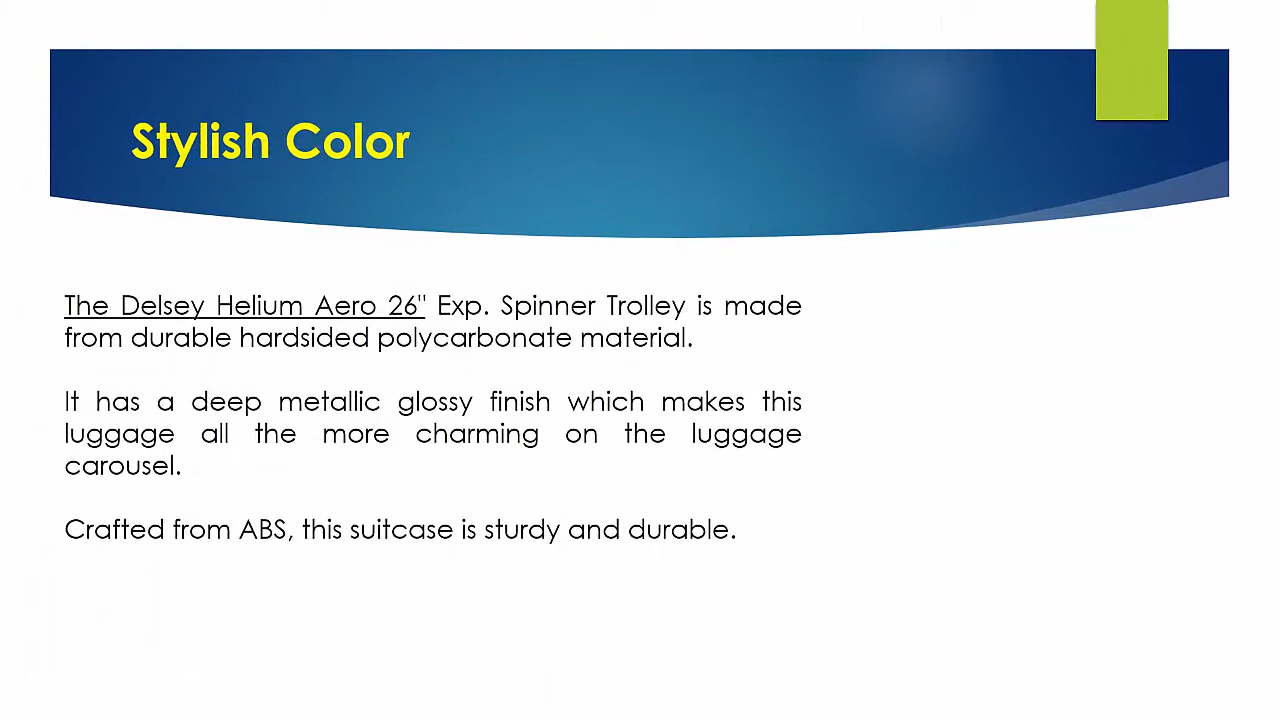 Stylish Color
The Delsey Helium Aero 26" Exp. Spinner Trolley is made
from durable hardsided polycarbonate material.
It has a deep metallic glossy finish which makes this
luggage all the more charming on the luggage
carousel.
Crafted from ABS, this suitcase is sturdy and durable.